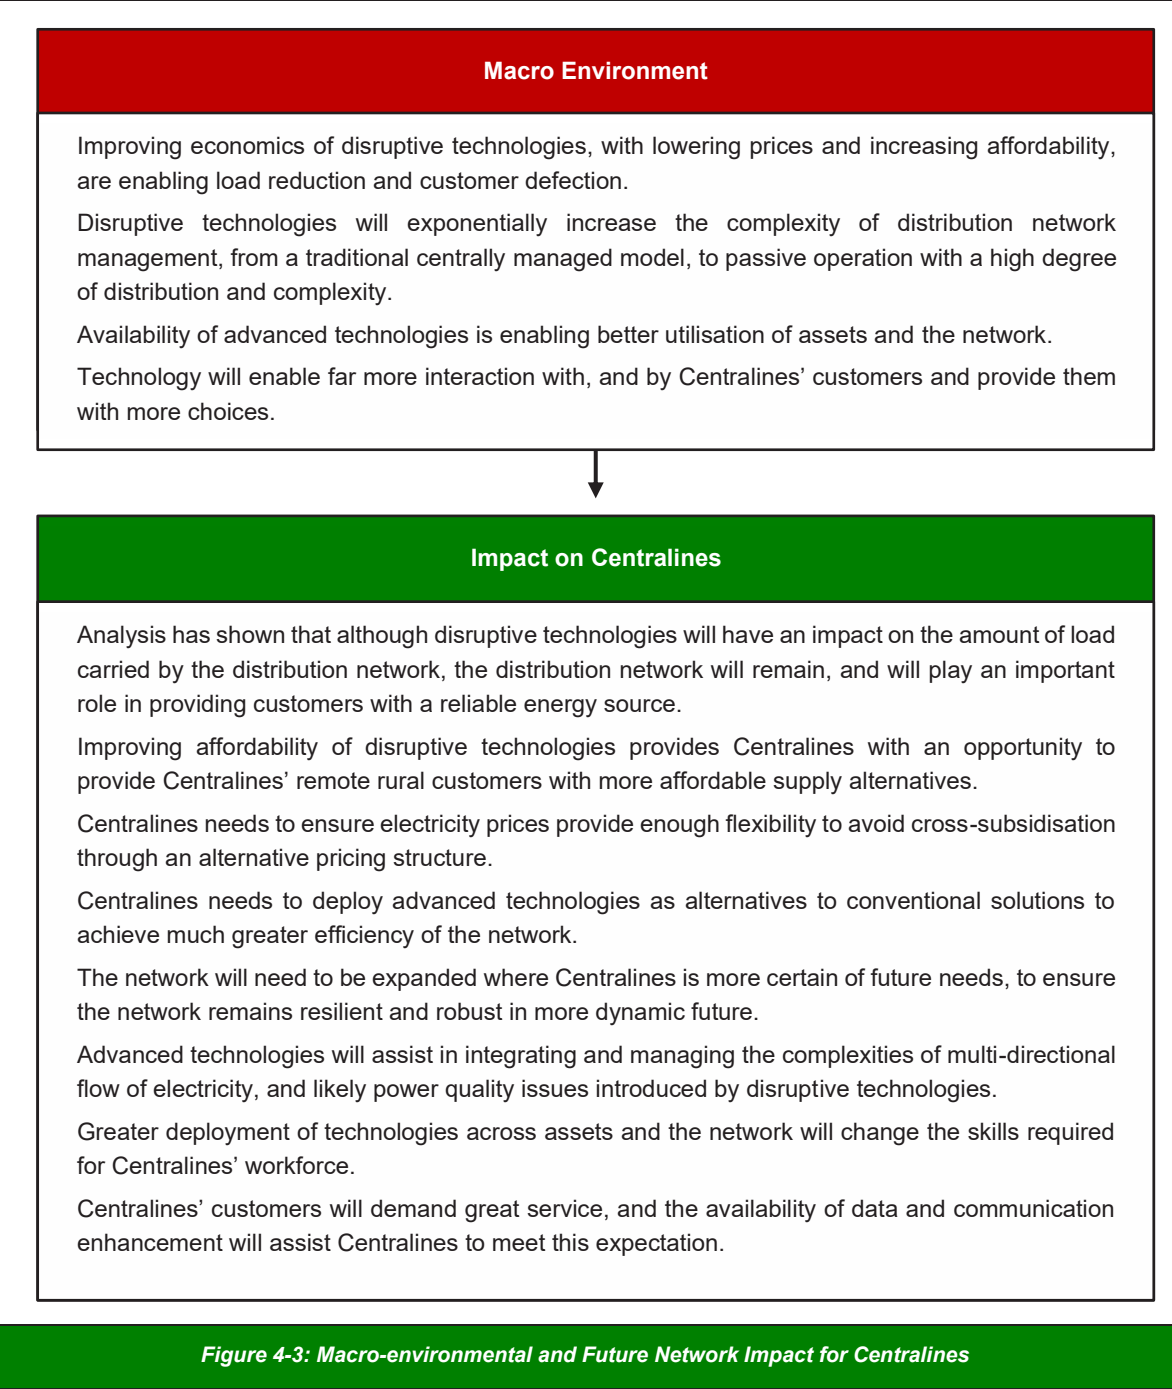 Macro Environment
Improving economics of disruptive technologies, with lowering prices and increasing affordability,
are enabling load reduction and customer defection.
Disruptive technologies will exponentially increase the complexity of distribution network
management, from a traditional centrally managed model, to passive operation with a high degree
of distribution and complexity.
Availability of advanced technologies is enabling better utilisation of assets and the network.
Technology will enable far more interaction with, and by Centralines’ customers and provide them
with more choices.
Impact on Centralines
Analysis has shown that although disruptive technologies will have an impact on the amount of load
carried by the distribution network, the distribution network will remain, and will play an important
role in providing customers with a reliable energy source.
Improving affordability of disruptive technologies provides Centralines with an opportunity to
provide Centralines’ remote rural customers with more affordable supply alternatives.
Centralines needs to ensure electricity prices provide enough flexibility to avoid cross-subsidisation
through an alternative pricing structure.
Centralines needs to deploy advanced technologies as alternatives to conventional solutions to
achieve much greater efficiency of the network.
The network will need to be expanded where Centralines is more certain of future needs, to ensure
the network remains resilient and robust in more dynamic future.
Advanced technologies will assist in integrating and managing the complexities of multi-directional
flow of electricity, and likely power quality issues introduced by disruptive technologies.
Greater deployment of technologies across assets and the network will change the skills required
for Centralines’ workforce.
Centralines’ customers will demand great service, and the availability of data and communication
enhancement will assist Centralines to meet this expectation.
Figure 4-3: Macro-environmental and Future Network Impact for Centralines